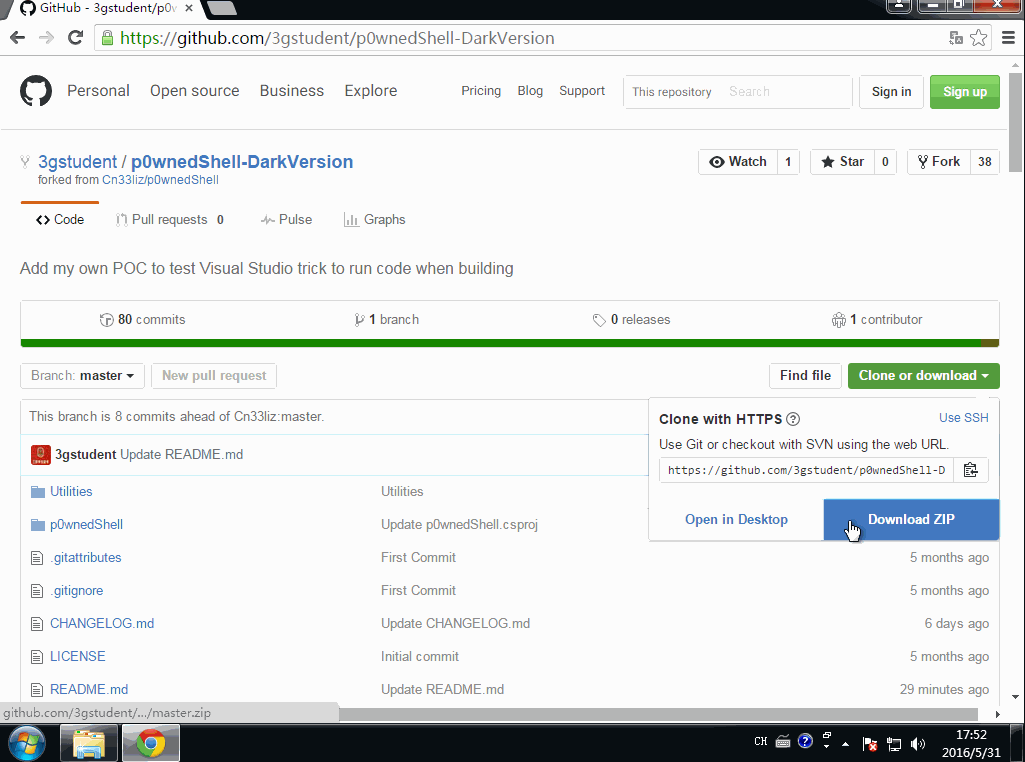 GitHub - 3gstudent/p0w
https://github.com/3gstudent/p0wnedShell-DarkVersion
Personal Open source Business Explore Pricing Blog Support This repository Search Sign in Sign up
3gstudent / p0wnedShell-DarkVersion
forked from Cn33liz/p0wnedShell
Watch 1 Star 0 Fork 38
Code Pull requests 0 Pulse Graphs
Add my own POC to test Visual Studio trick to run code when building
80 commits 1 branch 0 releases 1 contributor
Branch: master New pull request Find file Clone or download
This branch is 8 commits ahead of Cn33liz:master.
Clone with HTTPS ? Use SSH
Use Git or checkout with SVN using the web URL.
https://github.com/3gstudent/p0wnedShell-D
Open in Desktop Download ZIP
3gstudent Update README.md
Utilities Utilities
p0wnedShell Update p0wnedShell.csproj
.gitattributes First Commit 5 months ago
.gitignore First Commit 5 months ago
CHANGELOG.md Update CHANGELOG.md 6 days ago
LICENSE Initial commit 5 months ago
README.md Update README.md 29 minutes ago
github.com/3gstudent/.../master.zip
CH ? 17:52
2016/5/31